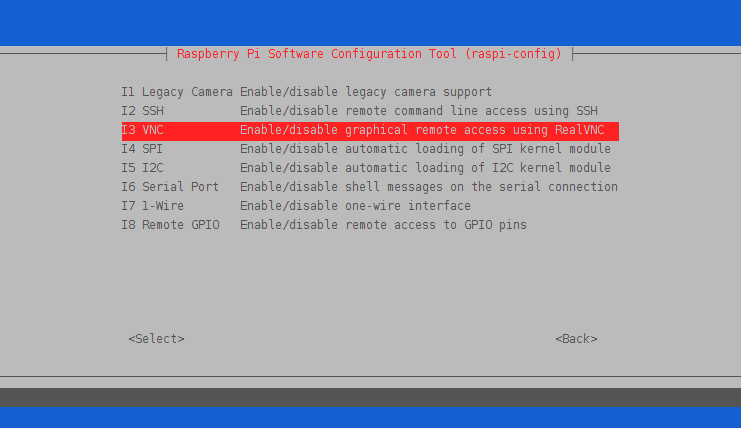 Raspberry Pi Software Configuration Tool (raspi-config)
I1 Legacy Camera Enable/disable legacy camera support
I2 SSH Enable/disable remote command line access using SSH
I3 VNC Enable/disable graphical remote access using RealVNC
I4 SPI Enable/disable automatic loading of SPI kernel module
I5 I2C Enable/disable automatic loading of I2C kernel module
I6 Serial Port Enable/disable shell messages on the serial connection
I7 1-Wire Enable/disable one-wire interface
I8 Remote GPIO Enable/disable remote access to GPIO pins
<Select> <Back>